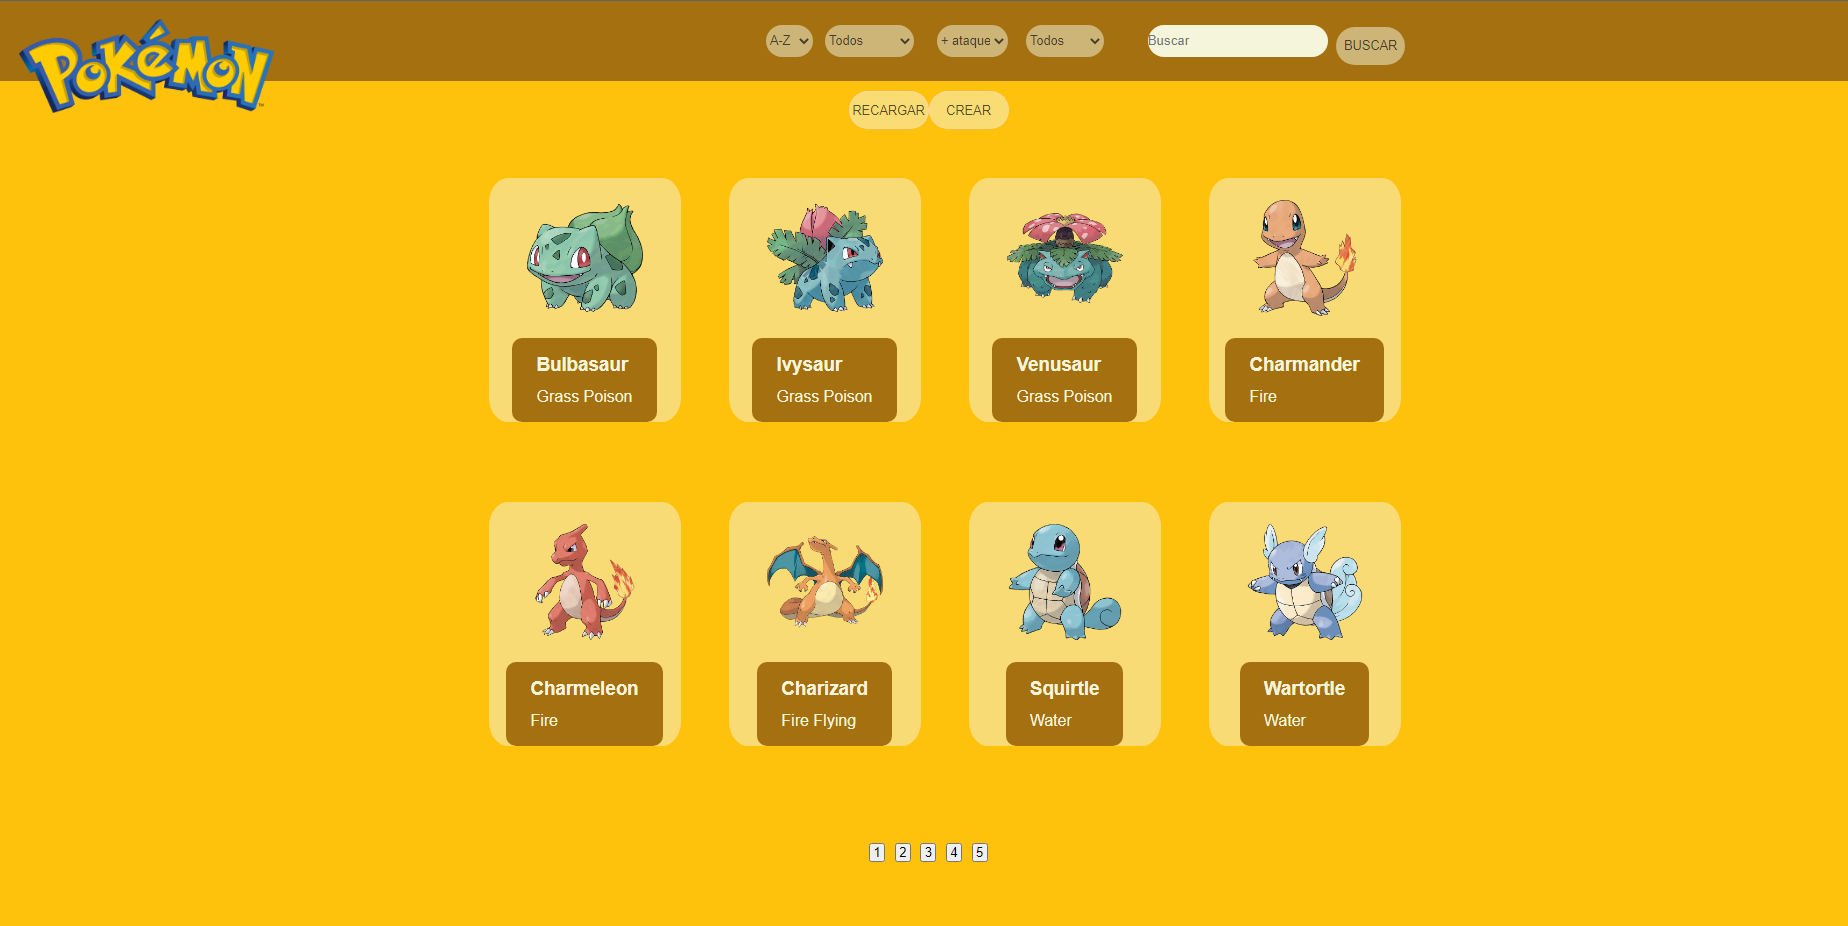 POKéMON
™
A-Z Todos + ataque Todos Buscar BUSCAR
RECARGAR CREAR
Bulbasaur
Grass Poison
Ivysaur
Grass Poison
Venusaur
Grass Poison
Charmander
Fire
Charmeleon
Fire
Charizard
Fire Flying
Squirtle
Water
Wartortle
Water
1 2 3 4 5